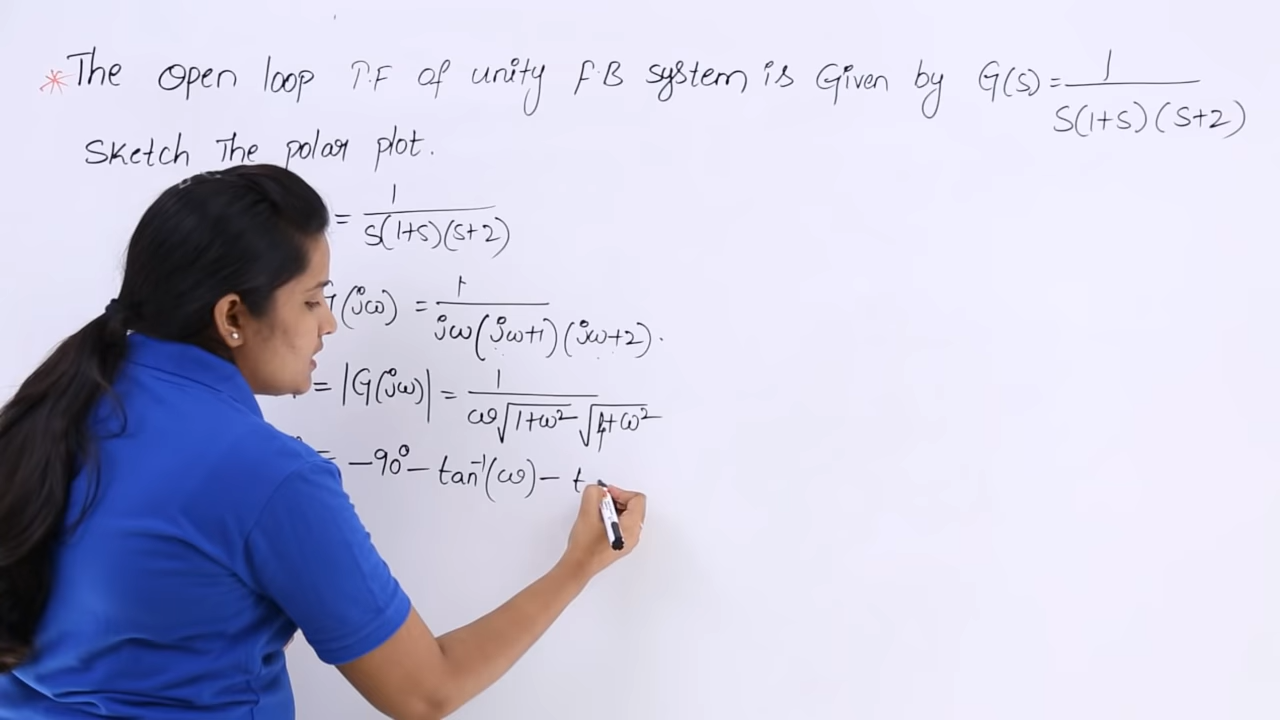 *The open loop T.F of unity F.B system is Given by G(s)=1/(S(1+S)(S+2))
Sketch The polar plot.
= 1/(S(1+S)(S+2))
(jω) = 1/(jω(jω+1)(jω+2)).
= |G(jω)| = 1/(ω√(1+ω²) √(4+ω²))
= -90° - tan⁻¹(ω) - t